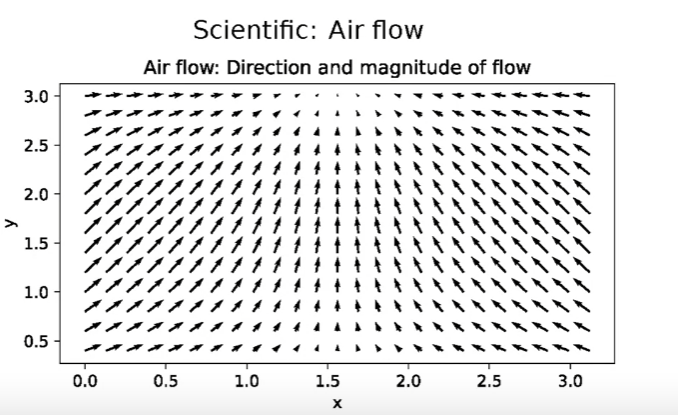 Scientific: Air flow
Air flow: Direction and magnitude of flow
3.0
2.5
2.0
1.5
1.0
0.5
y
0.0 0.5 1.0 1.5 2.0 2.5 3.0
x